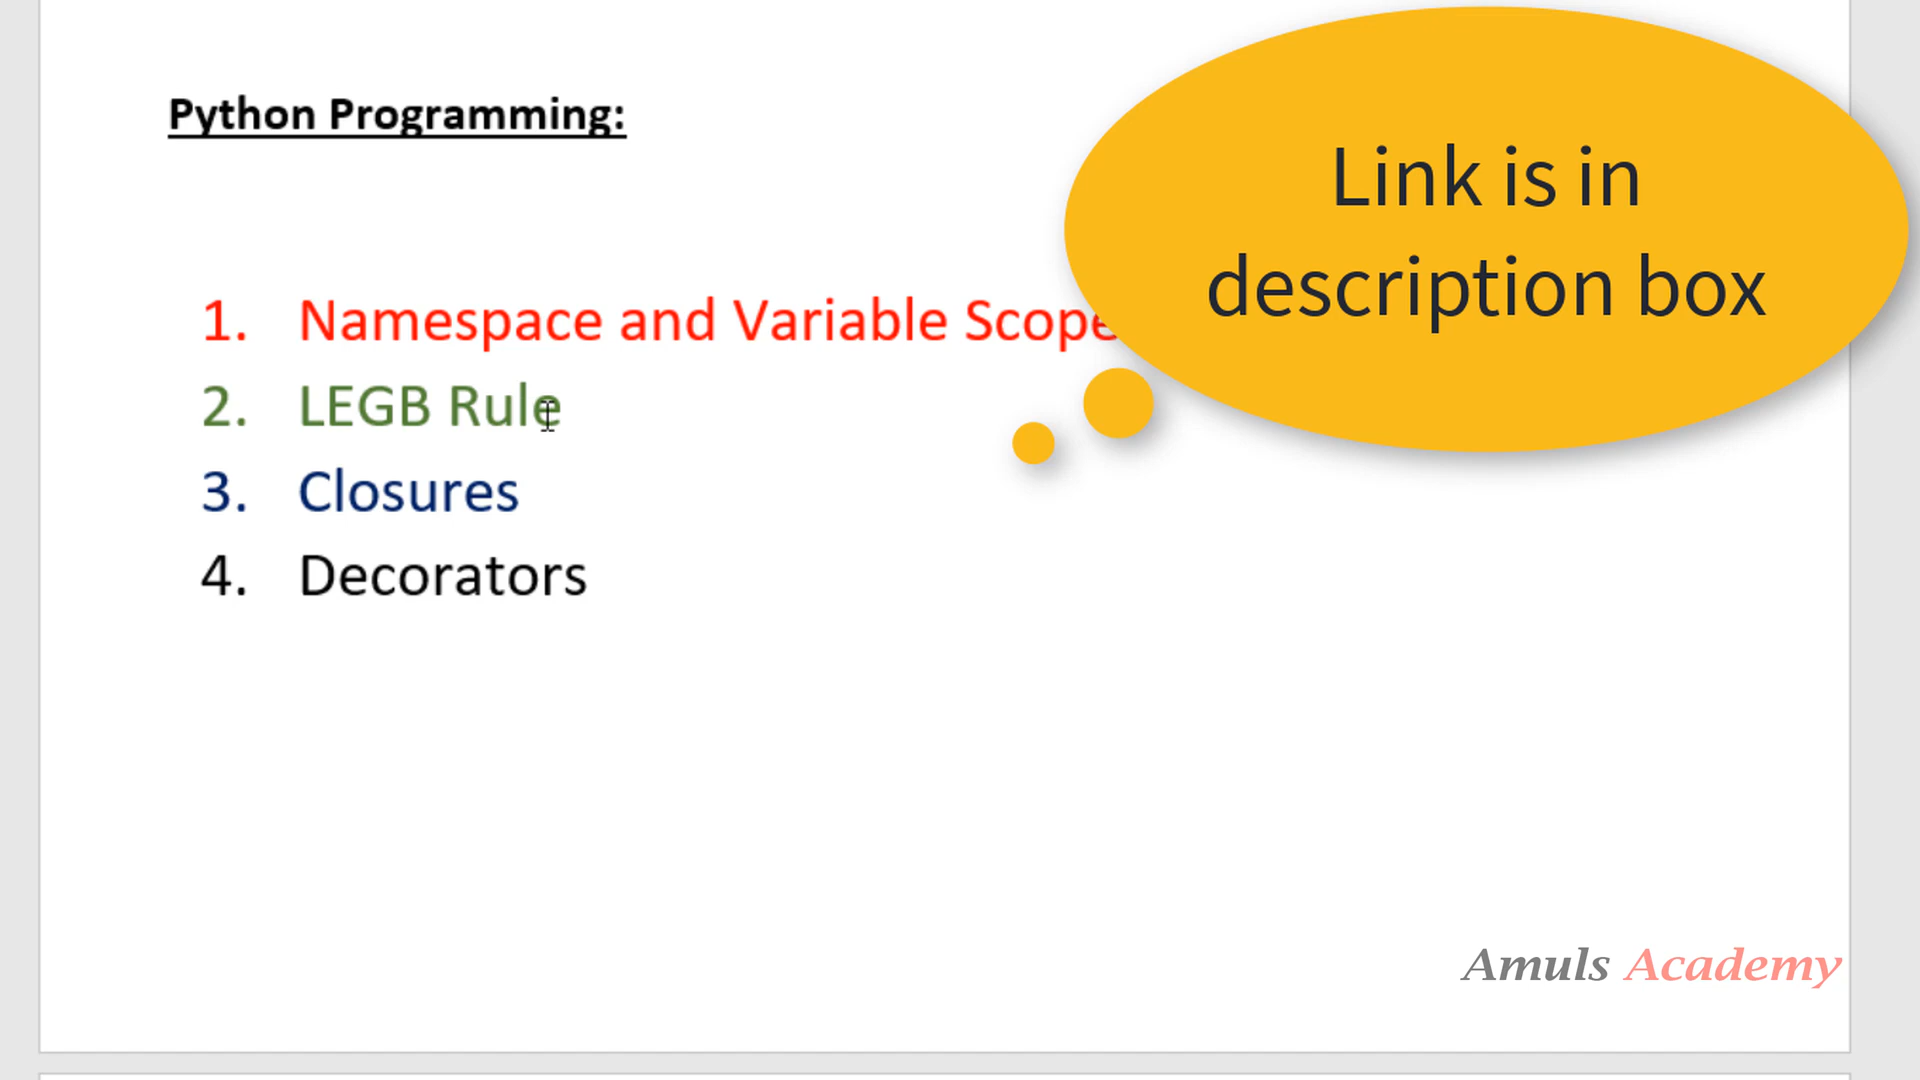 Python Programming:
Link is in
description box
1. Namespace and Variable Scope
2. LEGB Rule
3. Closures
4. Decorators
Amuls Academy